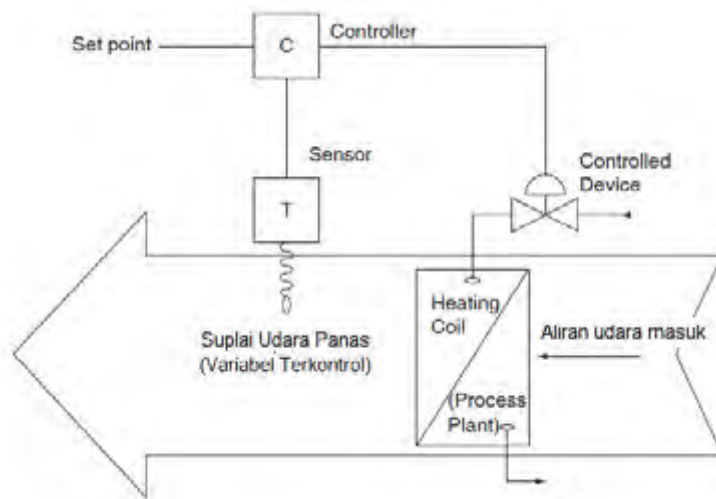 Set point
C
Controller
Sensor
T
Controlled
Device
Heating
Coil
Aliran udara masuk
Suplai Udara Panas
(Variabel Terkontrol)
(Process
Plant)